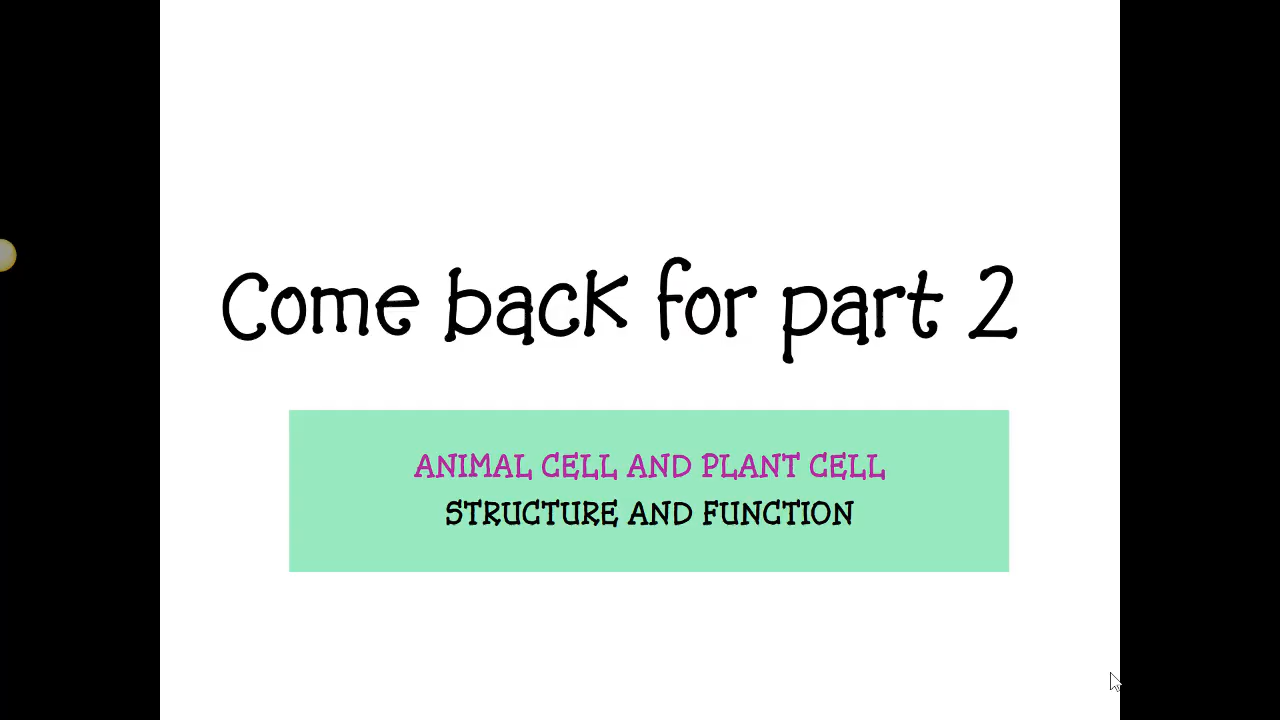 Come back for part 2
ANIMAL CELL AND PLANT CELL
STRUCTURE AND FUNCTION